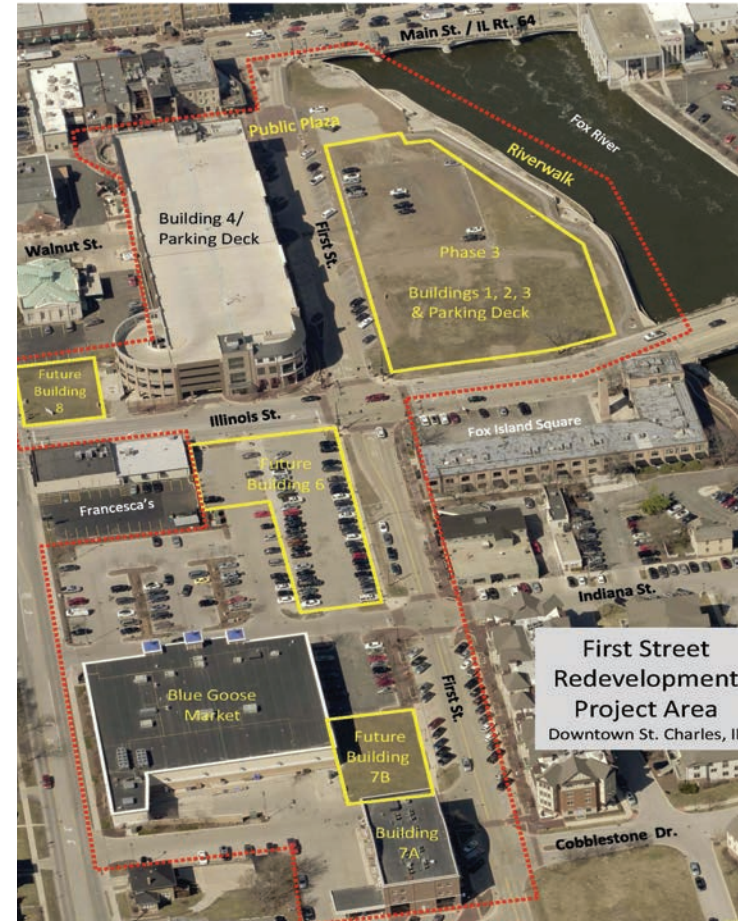 Main St. / IL Rt. 64
Fox River
Public Plaza
Riverwalk
Building 4/
Parking Deck
First St.
Walnut St.
Phase 3
Buildings 1, 2, 3
& Parking Deck
Future
Building
8
Illinois St.
Fox Island Square
Future
Building 6
Francesca's
Indiana St.
First Street
Redevelopment
Project Area
Downtown St. Charles, Il
Blue Goose
Market
First St.
Future
Building
7B
Building
7A
Cobblestone Dr.